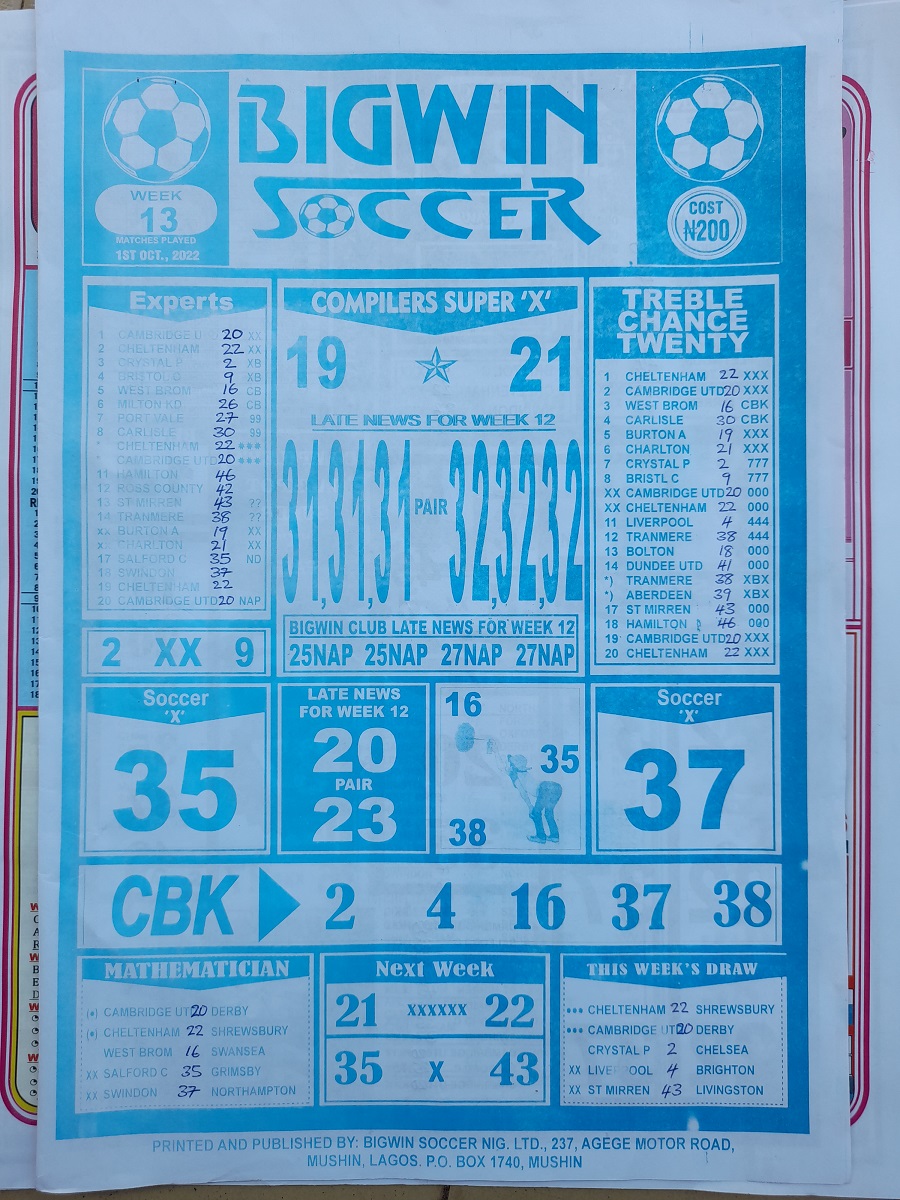 BIGWIN
SOCCER
WEEK
13
MATCHES PLAYED
1ST OCT., 2022
COST
₦200
Experts
1 CAMBRIDGE U 20 XX
2 CHELTENHAM 22 XX
3 CRYSTAL P 2 XB
4 BRISTOL C 9 XB
5 WEST BROM 16 CB
6 MILTON KD 26 CB
7 PORT VALE 27 99
8 CARLISLE 30 99
* CHELTENHAM 22 ***
* CAMBRIDGE UTD 20 ***
11 HAMILTON 46
12 ROSS COUNTY 42
13 ST MIRREN 43 ??
14 TRANMERE 38 ??
XX BURTON A 19 XX
X. CHARLTON 21 XX
17 SALFORD C 35 ND
18 SWINDON 37
19 CHELTENHAM 22
20 CAMBRIDGE UTD 20 NAP
2 XX 9
COMPILERS SUPER 'X'
19 21
LATE NEWS FOR WEEK 12
31,31,31 PAIR 32,32,32
BIGWIN CLUB LATE NEWS FOR WEEK 12
25NAP 25NAP 27NAP 27NAP
TREBLE
CHANCE
TWENTY
1 CHELTENHAM 22 XXX
2 CAMBRIDGE UTD 20 XXX
3 WEST BROM 16 CBK
4 CARLISLE 30 CBK
5 BURTON A 19 XXX
6 CHARLTON 21 XXX
7 CRYSTAL P 2 777
8 BRISTL C 9 777
XX CAMBRIDGE UTD 20 000
XX CHELTENHAM 22 000
11 LIVERPOOL 4 444
12 TRANMERE 38 444
13 BOLTON 18 000
14 DUNDEE UTD 41 000
*) TRANMERE 38 XBX
*) ABERDEEN 39 XBX
17 ST MIRREN 43 000
18 HAMILTON 46 000
19 CAMBRIDGE UTD 20 XXX
20 CHELTENHAM 22 XXX
Soccer
'X'
35
LATE NEWS
FOR WEEK 12
20
PAIR
23
16
35
38
Soccer
'X'
37
CBK 2 4 16 37 38
MATHEMATICIAN
(*) CAMBRIDGE UTD 20 DERBY
(*) CHELTENHAM 22 SHREWSBURY
WEST BROM 16 SWANSEA
XX SALFORD C 35 GRIMSBY
XX SWINDON 37 NORTHAMPTON
Next Week
21 XXXXXX 22
35 X 43
THIS WEEK'S DRAW
*** CHELTENHAM 22 SHREWSBURY
*** CAMBRIDGE UTD 20 DERBY
CRYSTAL P 2 CHELSEA
XX LIVE POOL 4 BRIGHTON
XX ST MIRREN 43 LIVINGSTON
PRINTED AND PUBLISHED BY: BIGWIN SOCCER NIG. LTD., 237, AGEGE MOTOR ROAD,
MUSHIN, LAGOS. P.O. BOX 1740, MUSHIN